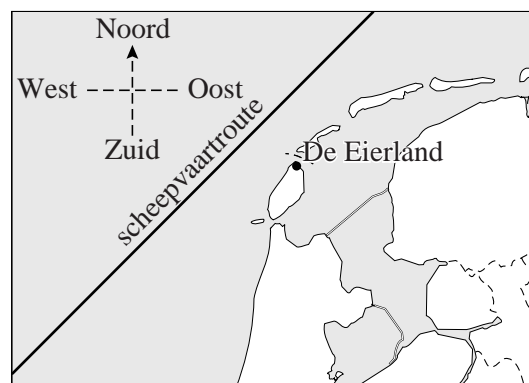 Noord
West Oost
Zuid
scheepvaartroute
De Eierland